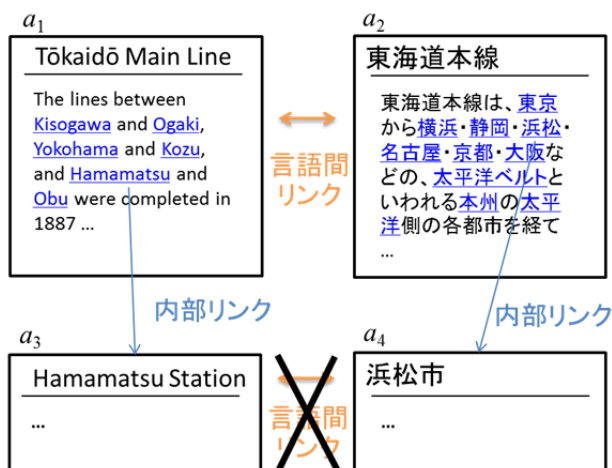 a1
a2
Tōkaidō Main Line
The lines between
Kisogawa and Ogaki,
Yokohama and Kozu,
and Hamamatsu and
Obu were completed in
1887 ...
言語間
リンク
東海道本線
東海道本線は、東京
から横浜・静岡・浜松・
名古屋・京都・大阪な
どの、太平洋ベルトと
いわれる本州の太平
洋側の各都市を経て
...
内部リンク
内部リンク
a3
a4
Hamamatsu Station
...
言語間
リンク
浜松市
...